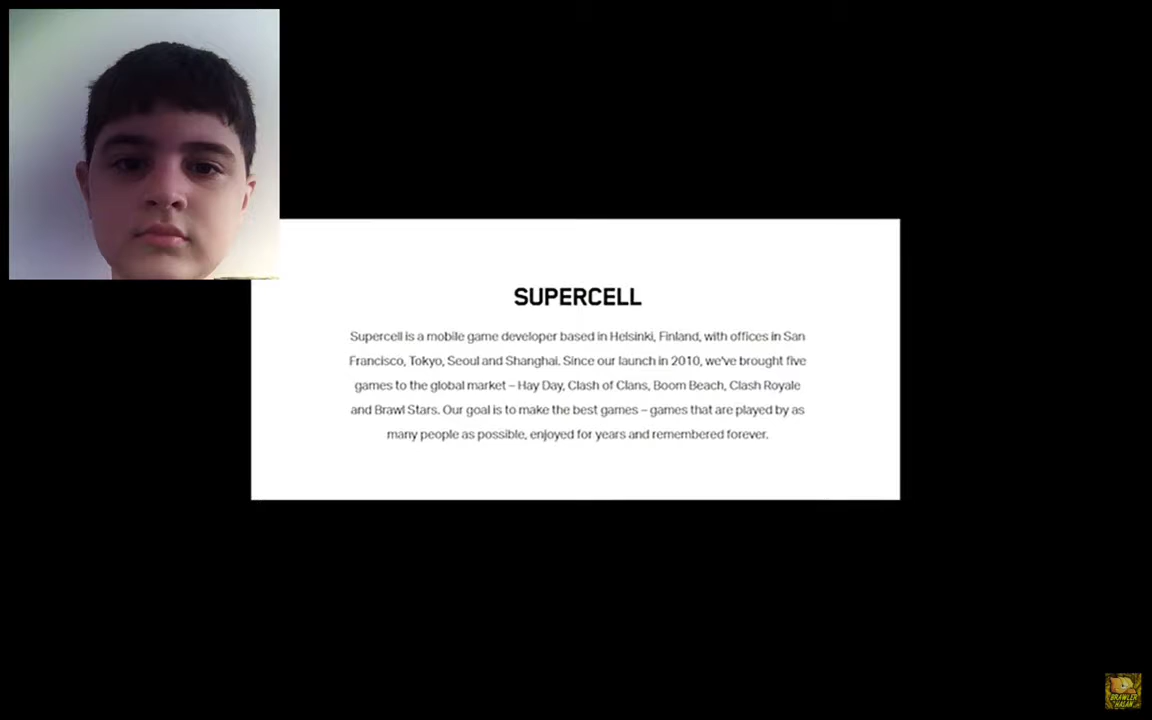 SUPERCELL
Supercell is a mobile game developer based in Helsinki, Finland, with offices in San
Francisco, Tokyo, Seoul and Shanghai. Since our launch in 2010, we've brought five
games to the global market – Hay Day, Clash of Clans, Boom Beach, Clash Royale
and Brawl Stars. Our goal is to make the best games – games that are played by as
many people as possible, enjoyed for years and remembered forever.
BRAWLER